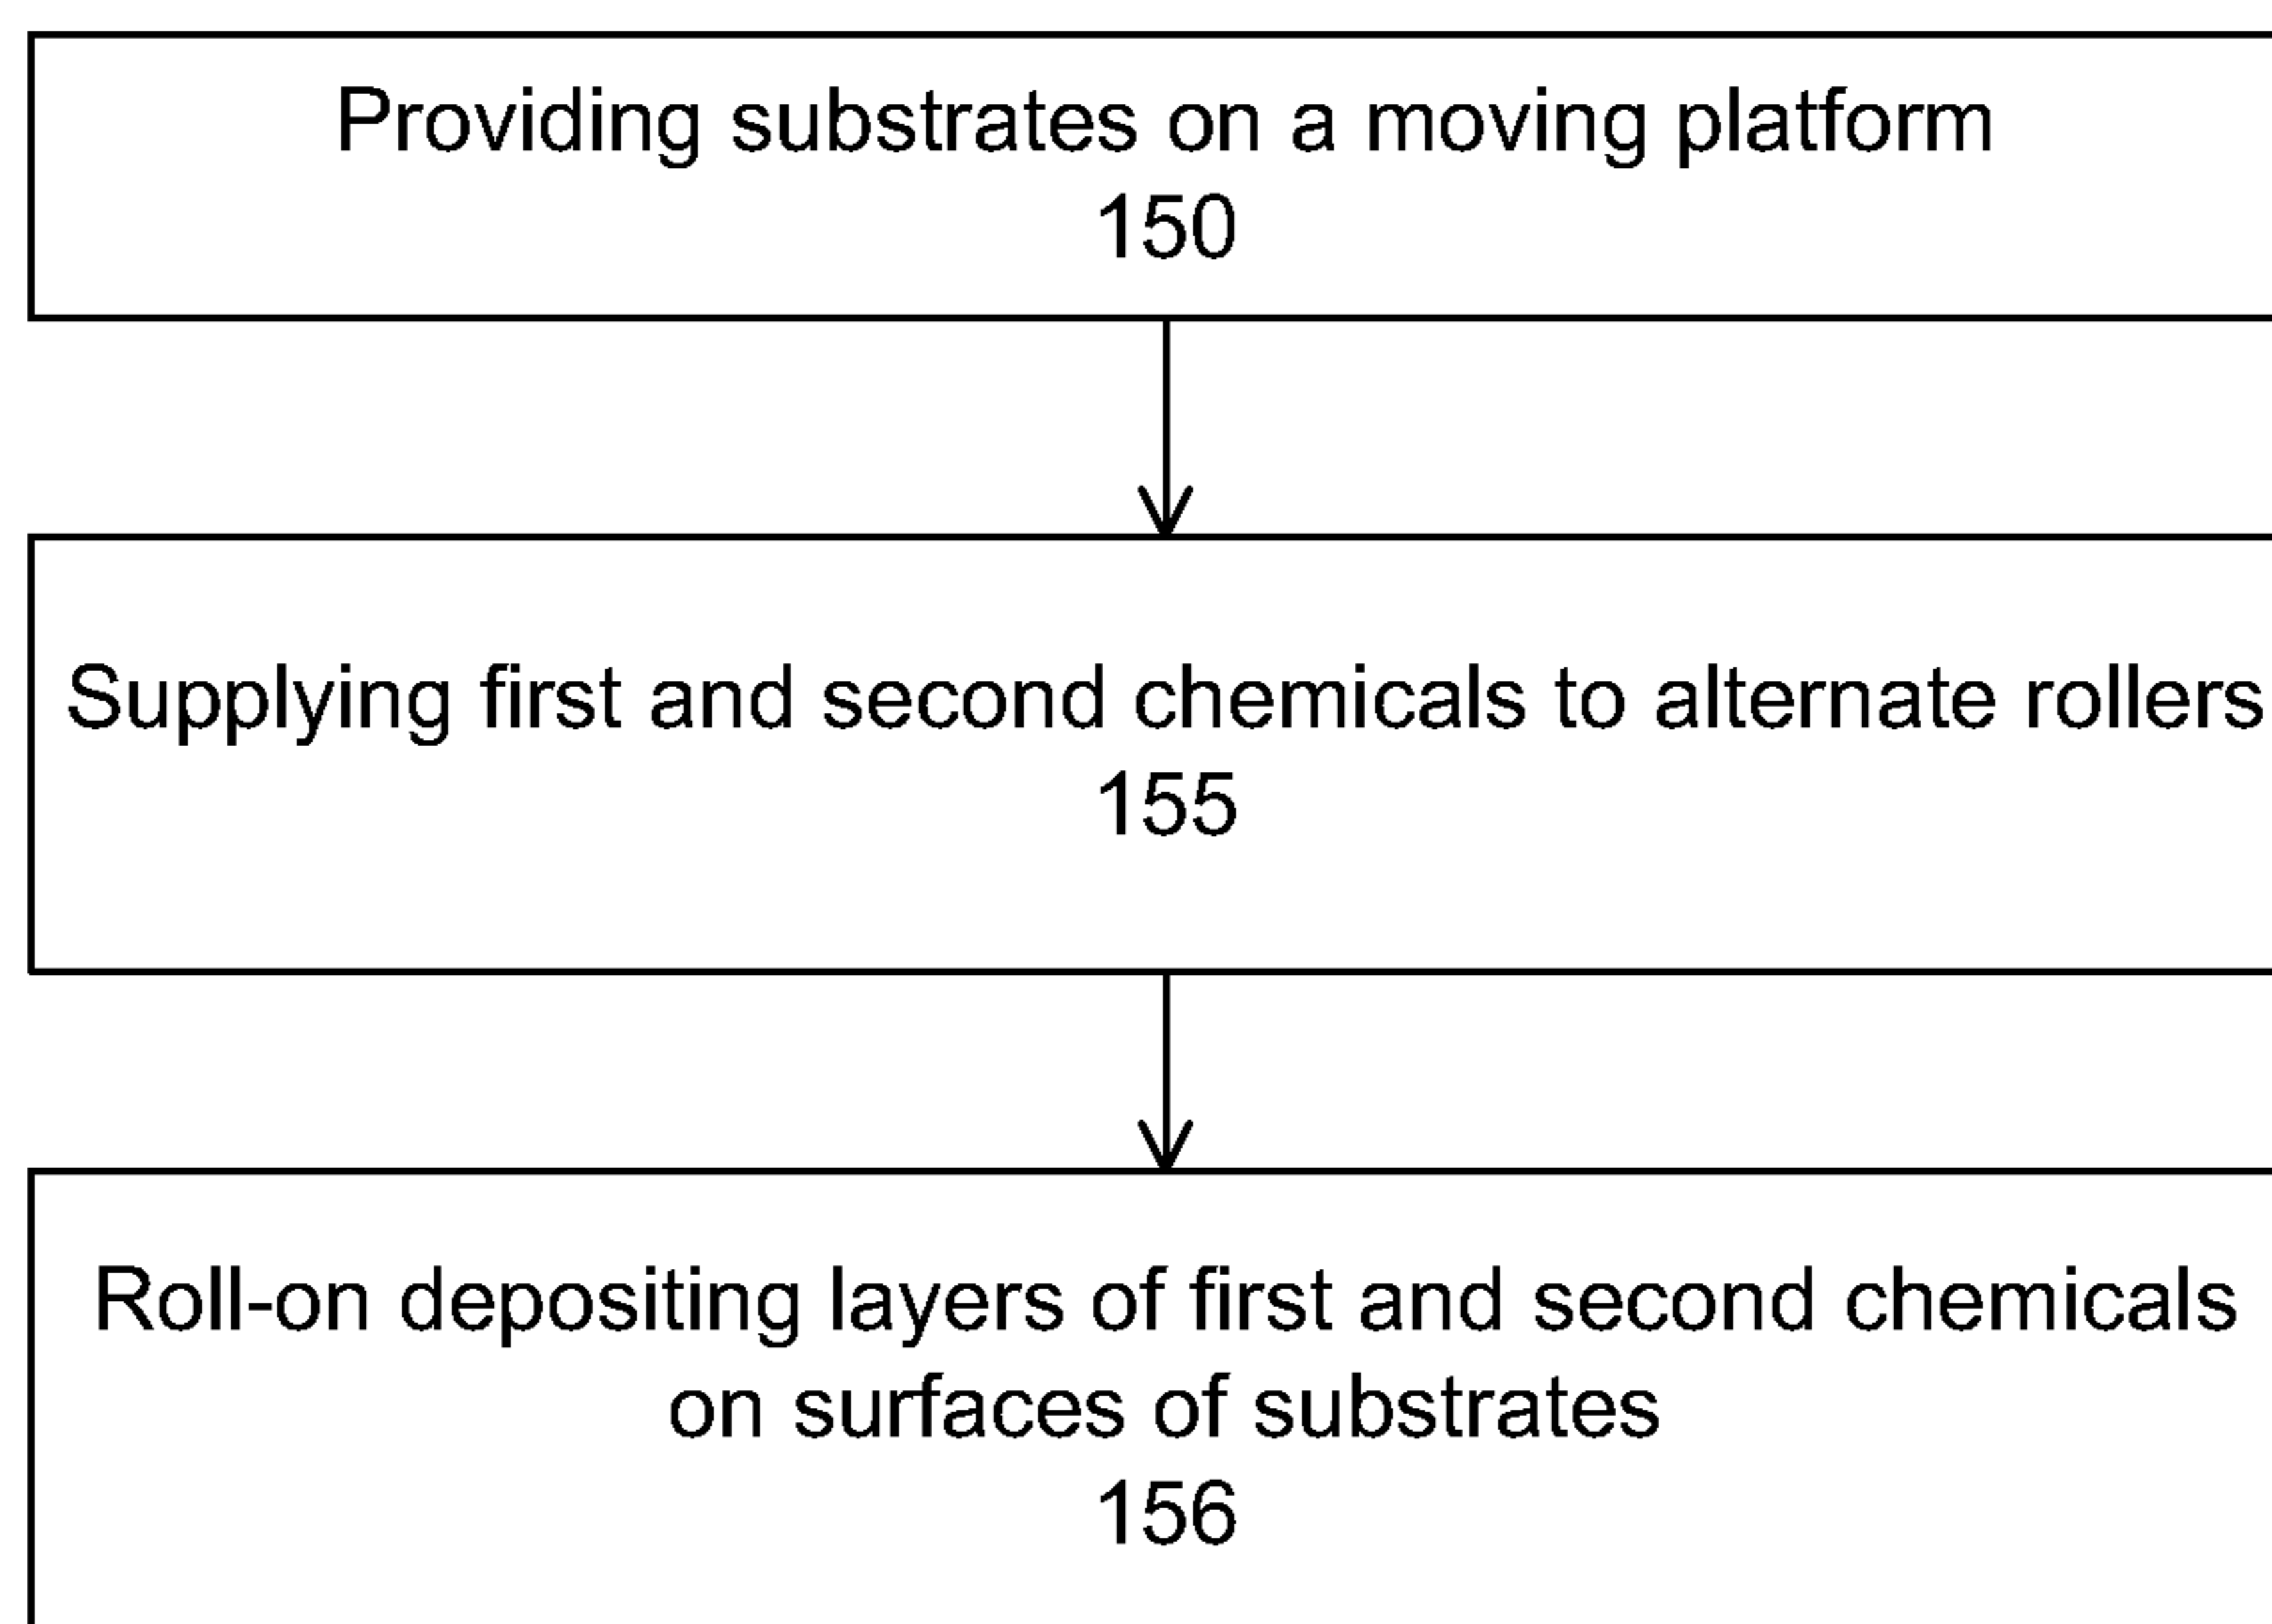 Providing substrates on a moving platform
150
Supplying first and second chemicals to alternate rollers
155
Roll-on depositing layers of first and second chemicals
on surfaces of substrates
156